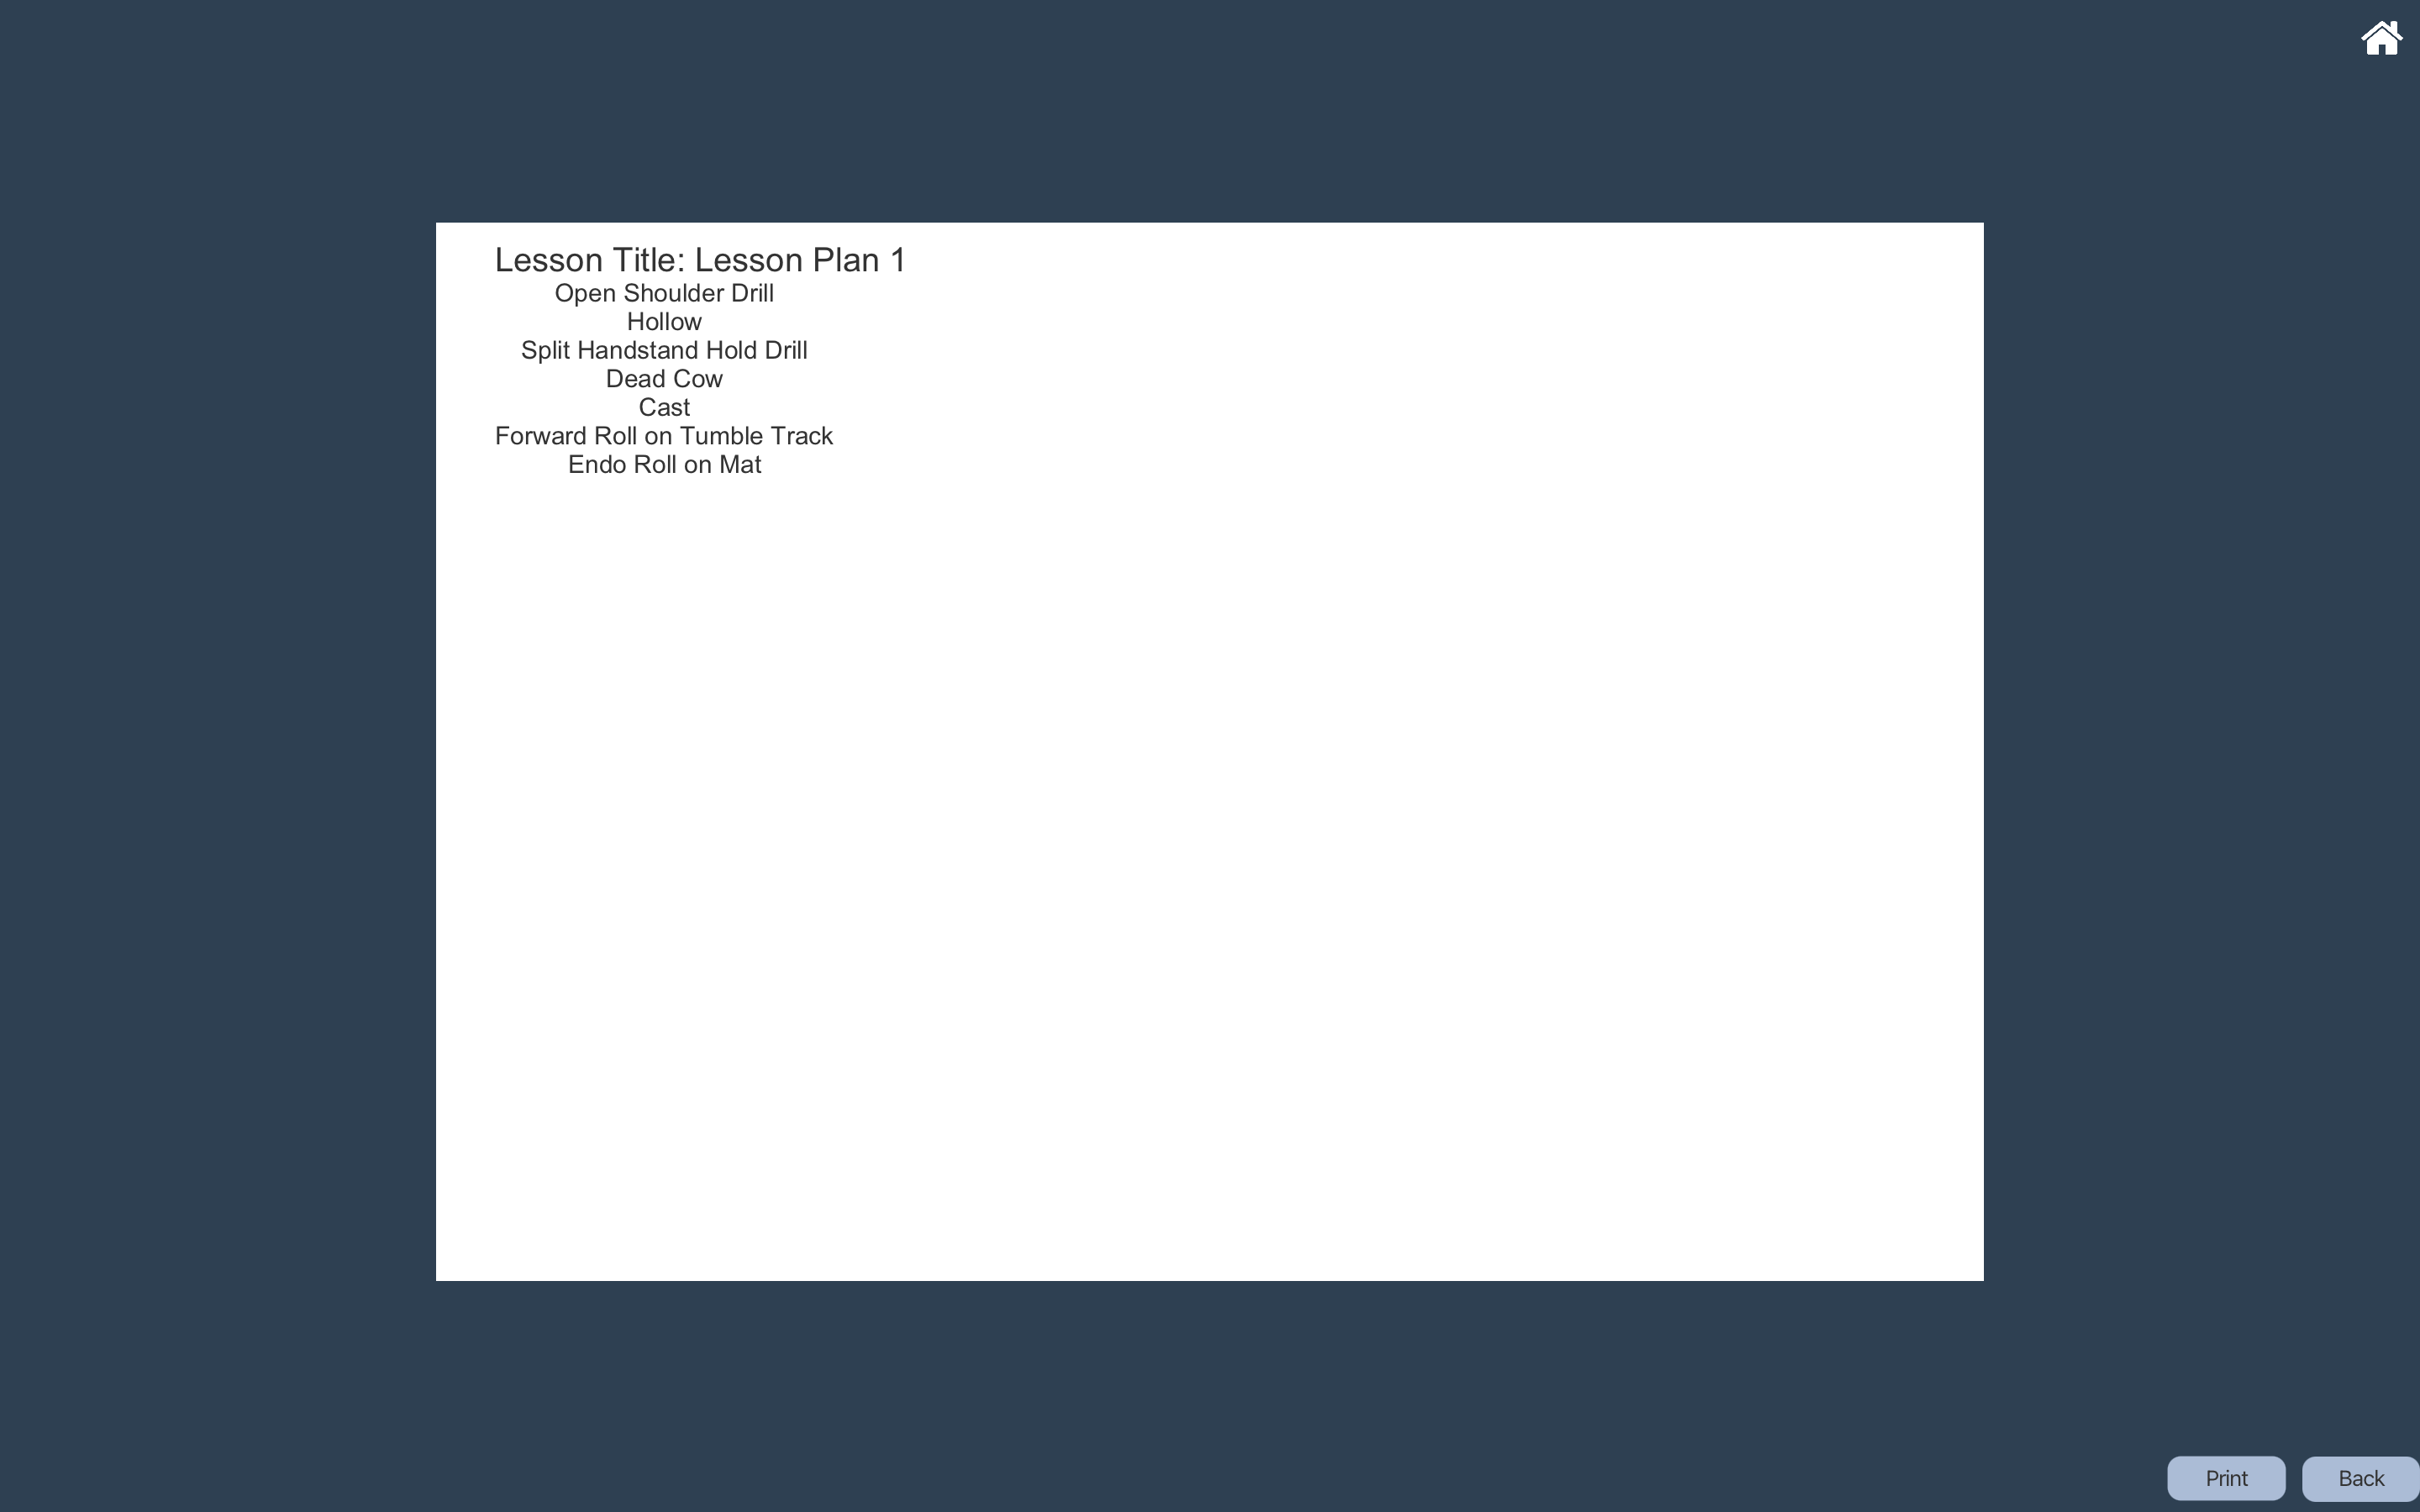 Lesson Title: Lesson Plan 1
Open Shoulder Drill
Hollow
Split Handstand Hold Drill
Dead Cow
Cast
Forward Roll on Tumble Track
Endo Roll on Mat
Print
Back